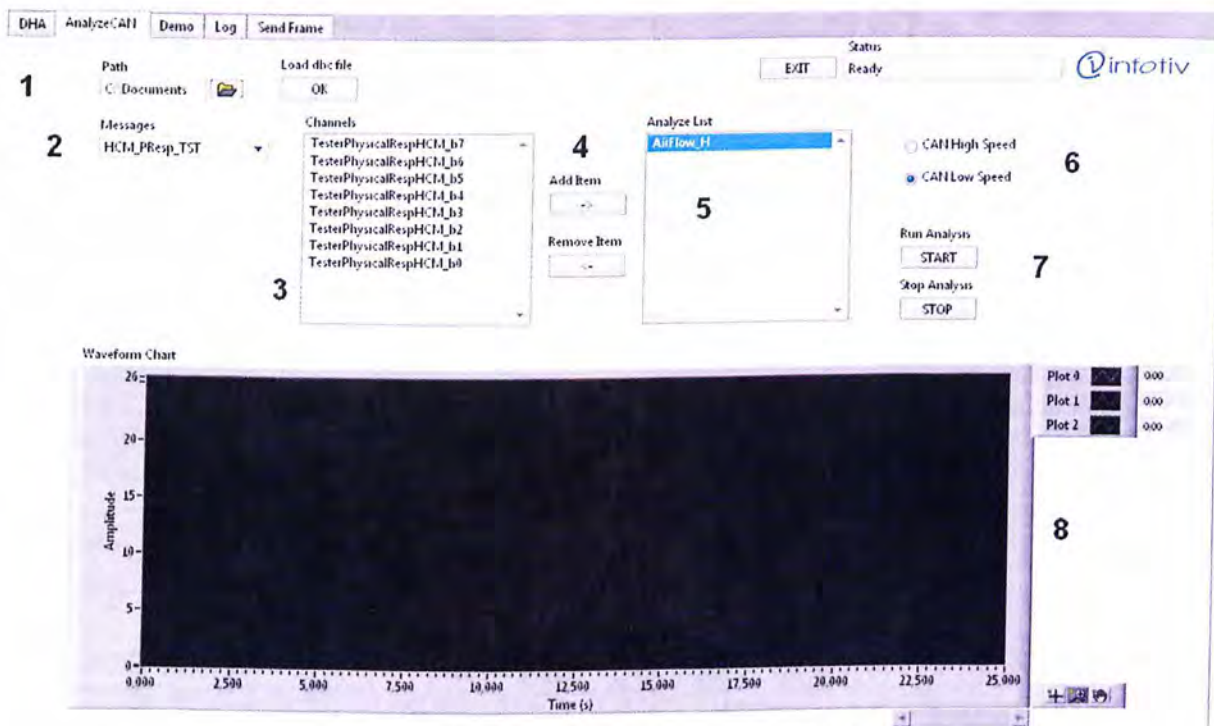 DHA AnalyzeCAN Demo Log Send Frame
Status
EXIT Ready
infotiv
Path Load dbc file
1 C: Documents OK
Messages Channels Analyze List
2 HCM_PResp_TST
TesterPhysicalRespHCM_b7
TesterPhysicalRespHCM_b6
TesterPhysicalRespHCM_b5
TesterPhysicalRespHCM_b4
TesterPhysicalRespHCM_b3
TesterPhysicalRespHCM_b2
TesterPhysicalRespHCM_b1
TesterPhysicalRespHCM_b0
3
4
Add Item
->
Remove Item
<-
AirFlow_H
5
CAN High Speed
CAN Low Speed
6
Run Analysis
START
7
Stop Analysis
STOP
Waveform Chart
26
20
15
10
5
0
Amplitude
0,000 2,500 5,000 7,500 10,000 12,500 15,000 17,500 20,000 22,500 25,000
Time (s)
Plot 0 0,00
Plot 1 0,00
Plot 2 0,00
8